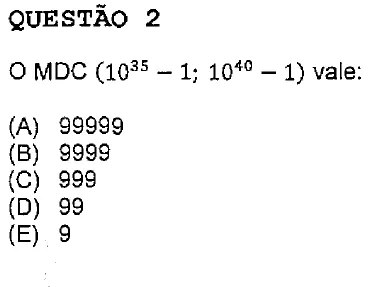 QUESTÃO 2
O MDC (10³⁵ − 1; 10⁴⁰ − 1) vale:
(A) 99999
(B) 9999
(C) 999
(D) 99
(E) 9